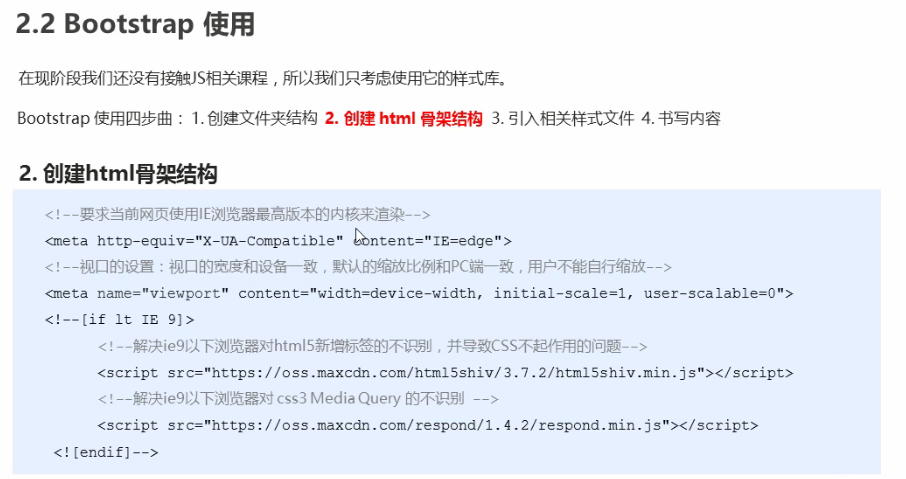 2.2 Bootstrap 使用
在现阶段我们还没有接触JS相关课程，所以我们只考虑使用它的样式库。
Bootstrap 使用四步曲： 1. 创建文件夹结构 2. 创建 html 骨架结构 3. 引入相关样式文件 4. 书写内容
2. 创建html骨架结构
<!--要求当前网页使用IE浏览器最高版本的内核来渲染-->
<meta http-equiv="X-UA-Compatible" content="IE=edge">
<!--视口的设置：视口的宽度和设备一致，默认的缩放比例和PC端一致，用户不能自行缩放-->
<meta name="viewport" content="width=device-width, initial-scale=1, user-scalable=0">
<!--[if lt IE 9]>
<!--解决ie9以下浏览器对html5新增标签的不识别，并导致CSS不起作用的问题-->
<script src="https://oss.maxcdn.com/html5shiv/3.7.2/html5shiv.min.js"></script>
<!--解决ie9以下浏览器对 css3 Media Query 的不识别 -->
<script src="https://oss.maxcdn.com/respond/1.4.2/respond.min.js"></script>
<![endif]-->